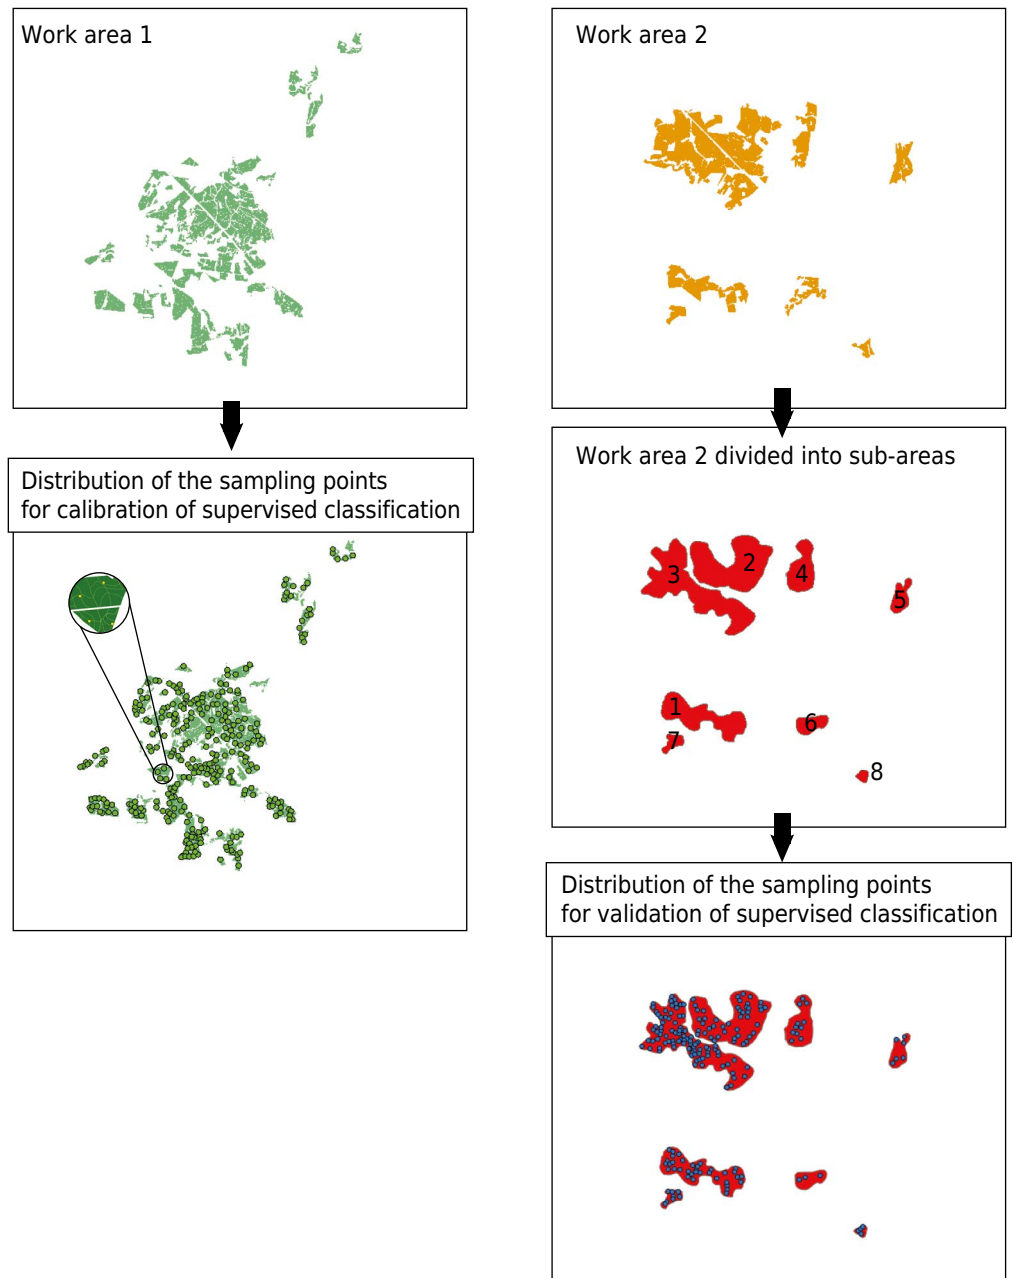 Work area 1
Distribution of the sampling points
for calibration of supervised classification
Work area 2
Work area 2 divided into sub-areas
2
3
4
5
1
6
7
8
Distribution of the sampling points
for validation of supervised classification